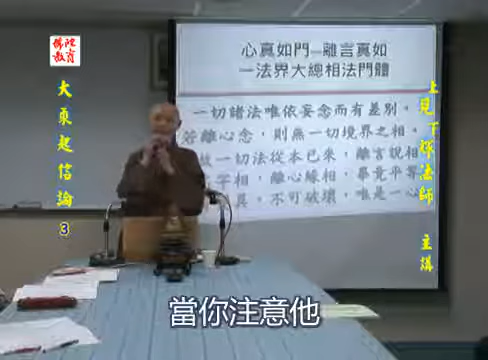 佛陀教育
大乘起信論 3
心真如門—離言真如
一法界大總相法門體
一切諸法唯依妄念而有差別，
若離心念，則無一切境界之相。
故一切法從本已來，離言說相
字相，離心緣相，畢竟平等
異，不可破壞，唯是一心
上見下輝法師 主講
當你注意他